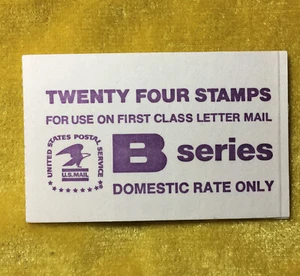 TWENTY FOUR STAMPS
FOR USE ON FIRST CLASS LETTER MAIL
UNITED STATES POSTAL SERVICE
U.S.MAIL
B series
DOMESTIC RATE ONLY